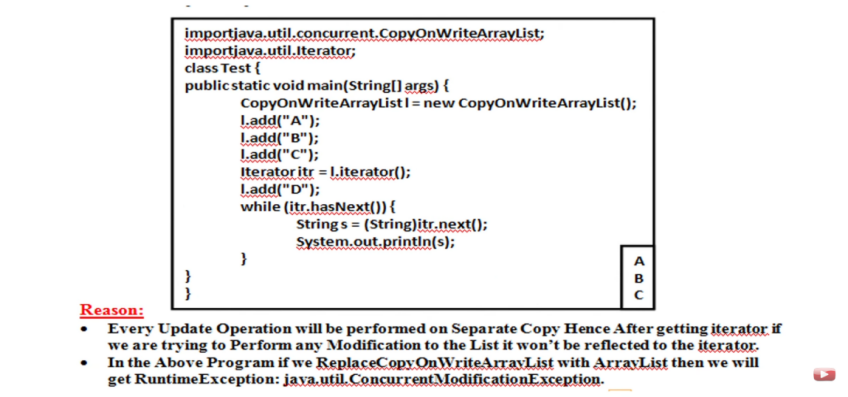 importjava.util.concurrent.CopyOnWriteArrayList;
importjava.util.Iterator;
class Test {
public static void main(String[] args) {
CopyOnWriteArrayList l = new CopyOnWriteArrayList();
l.add("A");
l.add("B");
l.add("C");
Iterator itr = l.iterator();
l.add("D");
while (itr.hasNext()) {
String s = (String)itr.next();
System.out.println(s);
}
}
}
A
B
C
Reason:
• Every Update Operation will be performed on Separate Copy Hence After getting iterator if
we are trying to Perform any Modification to the List it won't be reflected to the iterator.
• In the Above Program if we ReplaceCopyOnWriteArrayList with ArrayList then we will
get RuntimeException: java.util.ConcurrentModificationException.